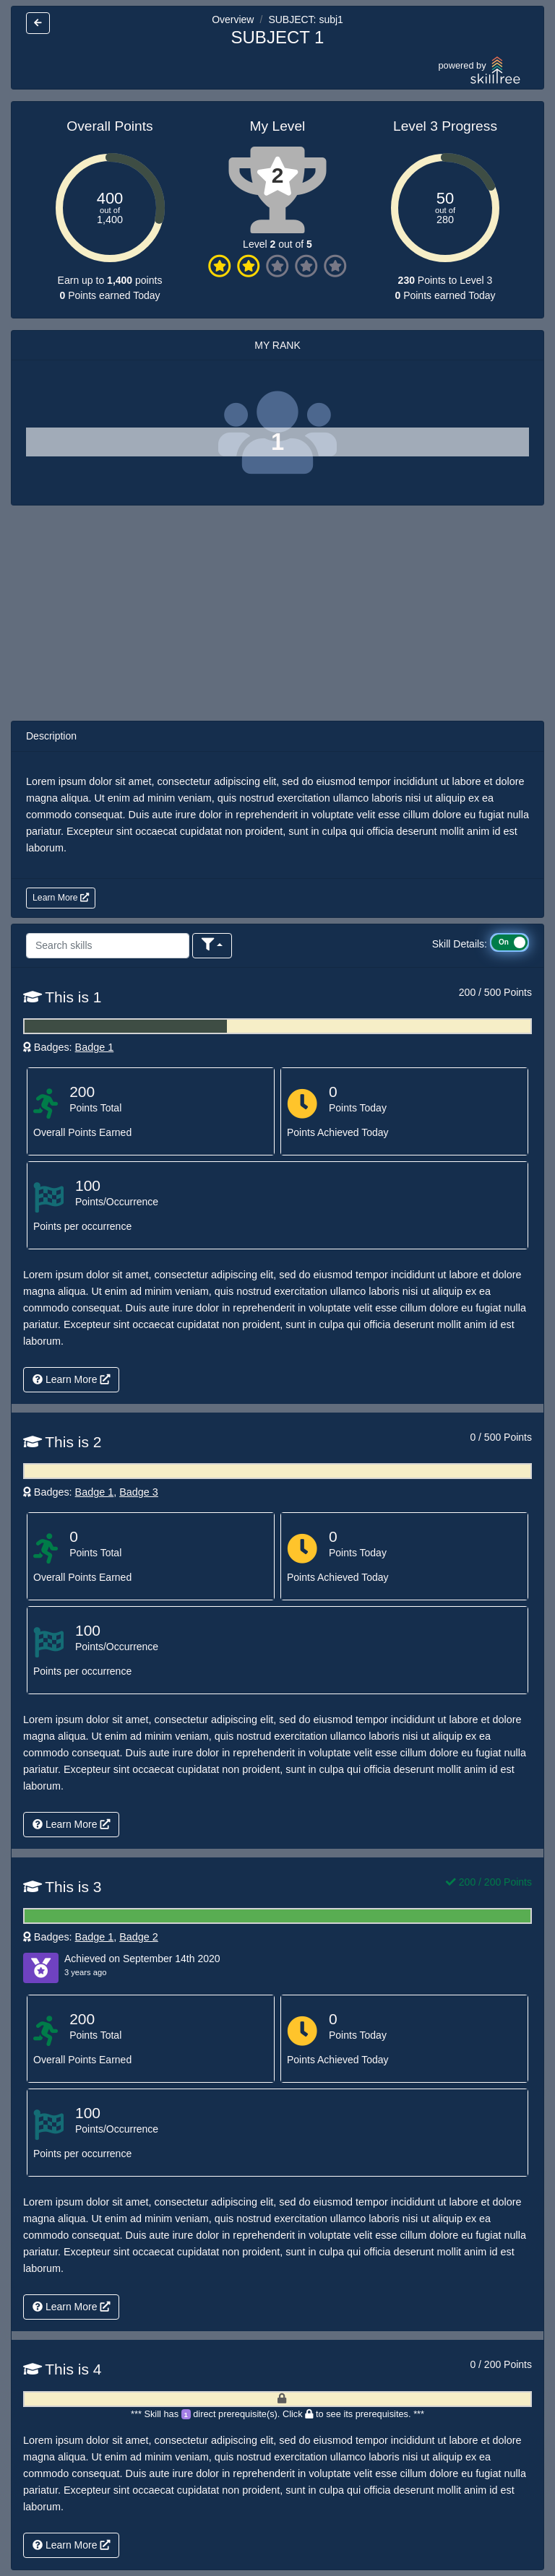 Overview / SUBJECT: subj1
SUBJECT 1
powered by
skilltree
Overall Points
400
out of
1,400
Earn up to 1,400 points
0 Points earned Today
My Level
2
Level 2 out of 5
Level 3 Progress
50
out of
280
230 Points to Level 3
0 Points earned Today
MY RANK
1
Description
Lorem ipsum dolor sit amet, consectetur adipiscing elit, sed do eiusmod tempor incididunt ut labore et dolore
magna aliqua. Ut enim ad minim veniam, quis nostrud exercitation ullamco laboris nisi ut aliquip ex ea
commodo consequat. Duis aute irure dolor in reprehenderit in voluptate velit esse cillum dolore eu fugiat nulla
pariatur. Excepteur sint occaecat cupidatat non proident, sunt in culpa qui officia deserunt mollit anim id est
laborum.
Learn More
Search skills
Skill Details: On
This is 1
200 / 500 Points
Badges: Badge 1
200
Points Total
Overall Points Earned
0
Points Today
Points Achieved Today
100
Points/Occurrence
Points per occurrence
Lorem ipsum dolor sit amet, consectetur adipiscing elit, sed do eiusmod tempor incididunt ut labore et dolore
magna aliqua. Ut enim ad minim veniam, quis nostrud exercitation ullamco laboris nisi ut aliquip ex ea
commodo consequat. Duis aute irure dolor in reprehenderit in voluptate velit esse cillum dolore eu fugiat nulla
pariatur. Excepteur sint occaecat cupidatat non proident, sunt in culpa qui officia deserunt mollit anim id est
laborum.
Learn More
This is 2
0 / 500 Points
Badges: Badge 1, Badge 3
0
Points Total
Overall Points Earned
0
Points Today
Points Achieved Today
100
Points/Occurrence
Points per occurrence
Lorem ipsum dolor sit amet, consectetur adipiscing elit, sed do eiusmod tempor incididunt ut labore et dolore
magna aliqua. Ut enim ad minim veniam, quis nostrud exercitation ullamco laboris nisi ut aliquip ex ea
commodo consequat. Duis aute irure dolor in reprehenderit in voluptate velit esse cillum dolore eu fugiat nulla
pariatur. Excepteur sint occaecat cupidatat non proident, sunt in culpa qui officia deserunt mollit anim id est
laborum.
Learn More
This is 3
200 / 200 Points
Badges: Badge 1, Badge 2
Achieved on September 14th 2020
3 years ago
200
Points Total
Overall Points Earned
0
Points Today
Points Achieved Today
100
Points/Occurrence
Points per occurrence
Lorem ipsum dolor sit amet, consectetur adipiscing elit, sed do eiusmod tempor incididunt ut labore et dolore
magna aliqua. Ut enim ad minim veniam, quis nostrud exercitation ullamco laboris nisi ut aliquip ex ea
commodo consequat. Duis aute irure dolor in reprehenderit in voluptate velit esse cillum dolore eu fugiat nulla
pariatur. Excepteur sint occaecat cupidatat non proident, sunt in culpa qui officia deserunt mollit anim id est
laborum.
Learn More
This is 4
0 / 200 Points
*** Skill has 1 direct prerequisite(s). Click to see its prerequisites. ***
Lorem ipsum dolor sit amet, consectetur adipiscing elit, sed do eiusmod tempor incididunt ut labore et dolore
magna aliqua. Ut enim ad minim veniam, quis nostrud exercitation ullamco laboris nisi ut aliquip ex ea
commodo consequat. Duis aute irure dolor in reprehenderit in voluptate velit esse cillum dolore eu fugiat nulla
pariatur. Excepteur sint occaecat cupidatat non proident, sunt in culpa qui officia deserunt mollit anim id est
laborum.
Learn More